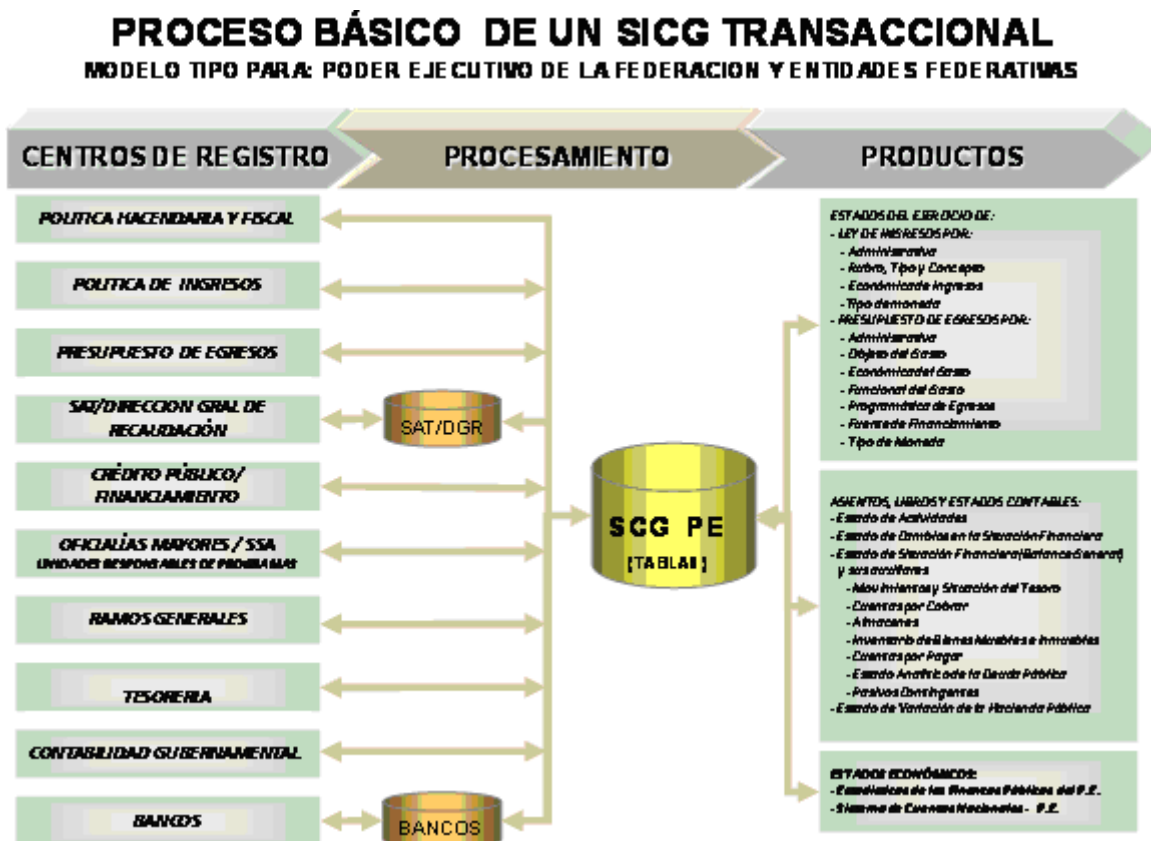 PROCESO BÁSICO DE UN SICG TRANSACCIONAL
MODELO TIPO PARA: PODER EJECUTIVO DE LA FEDERACION Y ENTIDADES FEDERATIVAS
CENTROS DE REGISTRO
PROCESAMIENTO
PRODUCTOS
POLITICA HACENDARIA Y FISCAL
POLITICA DE INGRESOS
PRESUPUESTO DE EGRESOS
SAT/DIRECCION GRAL DE
RECAUDACIÓN
CRÉDITO PÚBLICO/
FINANCIAMIENTO
OFICIALÍAS MAYORES / SSA
UNIDADES RESPONSABLES DE PROGRAMAS
RAMOS GENERALES
TESORERIA
CONTABILIDAD GUBERNAMENTAL
BANCOS
SAT/DGR
BANCOS
SCG PE
(TABLAS)
ESTADOS DEL EJERCICIO DE:
- LEY DE INGRESOS POR:
- Administrativa
- Rubro, Tipo y Concepto
- Económica de Ingresos
- Tipo de moneda
- PRESUPUESTO DE EGRESOS POR:
- Administrativa
- Objeto del Gasto
- Económica del Gasto
- Funcional del Gasto
- Programática de Egresos
- Fuente de Financiamiento
- Tipo de Moneda
ASIENTOS, LIBROS Y ESTADOS CONTABLES:
- Estado de Actividades
- Estado de Cambios en la Situación Financiera
- Estado de Situación Financiera (Balance General)
y sus auxiliares
- Movimientos y Situación del Tesoro
- Cuentas por Cobrar
- Almacenes
- Inventario de Bienes Muebles e Inmuebles
- Cuentas por Pagar
- Estado Analítico de la Deuda Pública
- Pasivos Contingentes
- Estado de Variación de la Hacienda Pública
ESTADOS ECONÓMICOS:
- Estadísticas de las Finanzas Públicas del P.E.
- Sistema de Cuentas Nacionales - P.E.